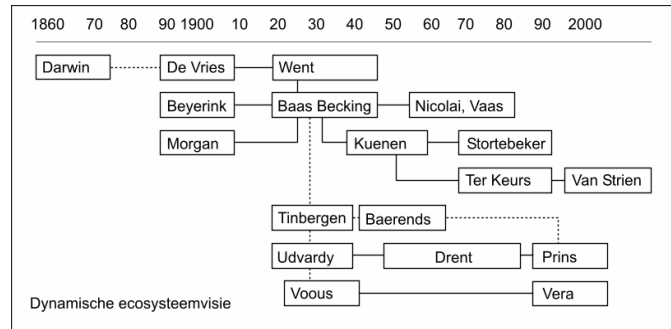 1860 70 80 90 1900 10 20 30 40 50 60 70 80 90 2000
Darwin De Vries Went
Beyerink Baas Becking Nicolai, Vaas
Morgan Kuenen Stortebeker
Ter Keurs Van Strien
Tinbergen Baerends
Udvardy Drent Prins
Voous Vera
Dynamische ecosysteemvisie